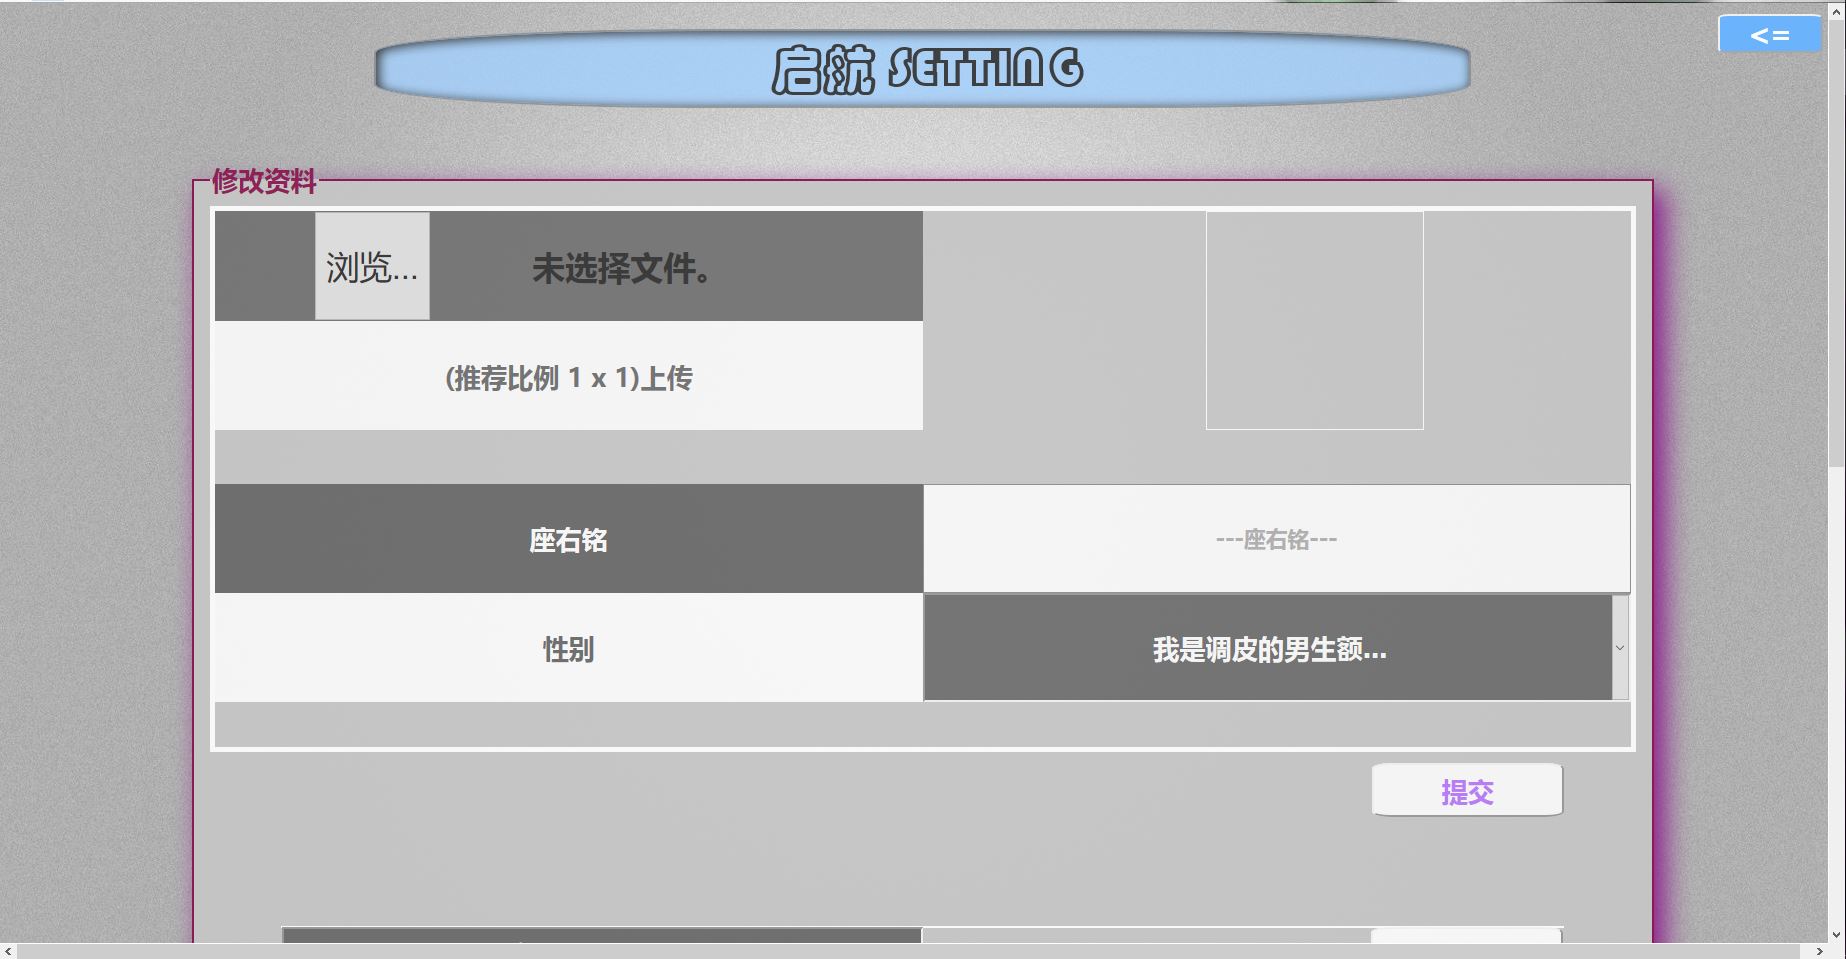 启航 SETTING
<=
修改资料
浏览... 未选择文件。
(推荐比例 1 x 1)上传
座右铭 ---座右铭---
性别 我是调皮的男生额...
提交